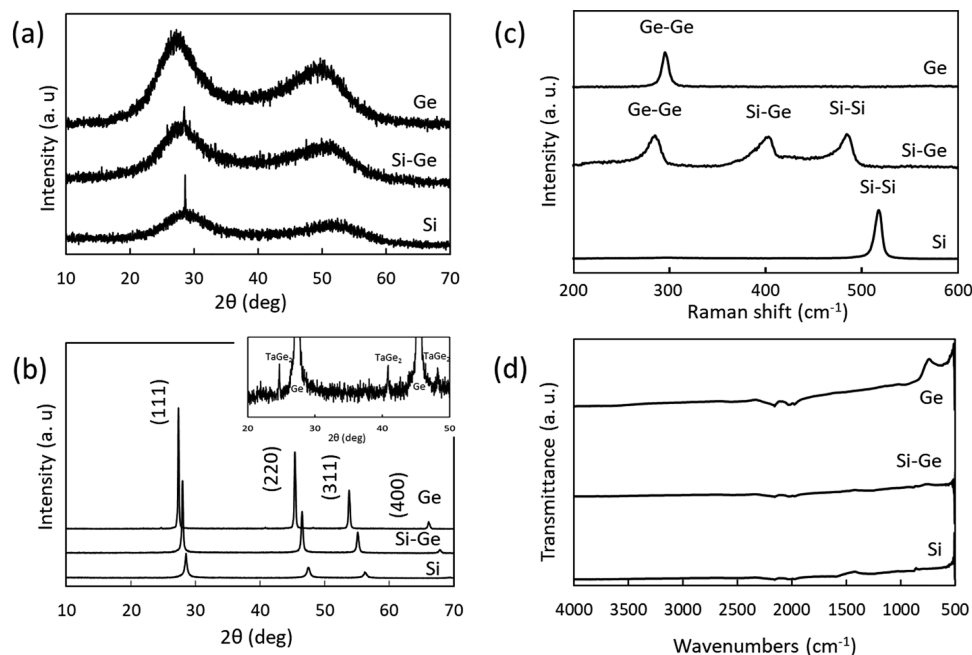 (a)
Intensity (a. u)
Ge
Si-Ge
Si
10 20 30 40 50 60 70
2θ (deg)
(b)
Intensity (a. u)
(111)
(220)
(311)
(400)
Ge
Si-Ge
Si
10 20 30 40 50 60 70
2θ (deg)
TaGe2 TaGe2 TaGe2
Ge Ge
20 30 40 50
2θ (deg)
(c)
Intensity (a. u)
Ge-Ge
Ge
Ge-Ge Si-Ge Si-Si
Si-Ge
Si-Si
Si
200 300 400 500 600
Raman shift (cm⁻¹)
(d)
Transmittance (a. u)
Ge
Si-Ge
Si
4000 3500 3000 2500 2000 1500 1000 500
Wavenumbers (cm⁻¹)